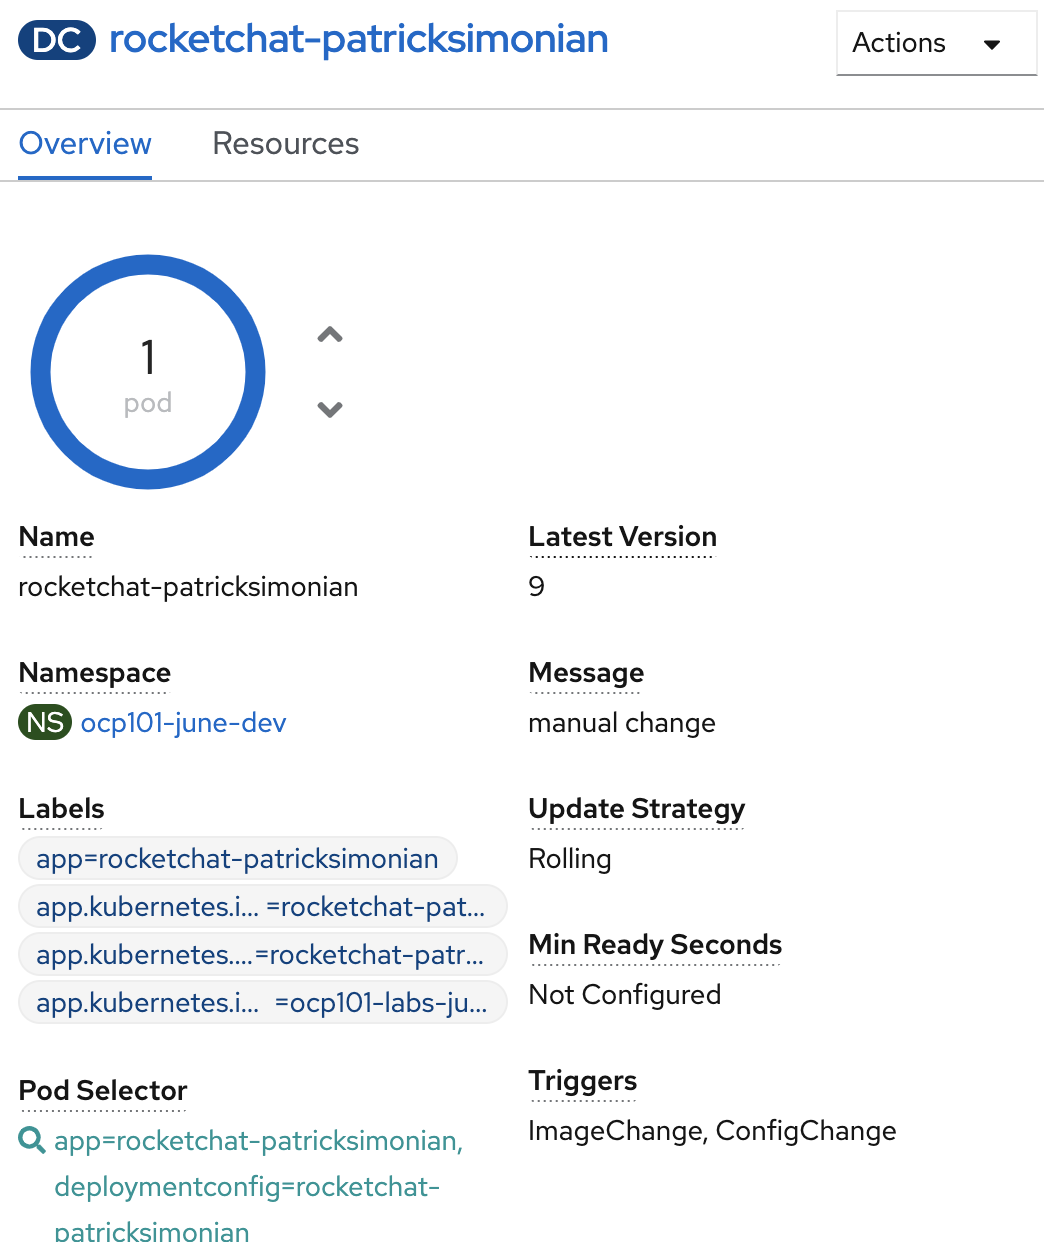 DC rocketchat-patricksimonian
Actions
Overview Resources
1
pod
Name
rocketchat-patricksimonian
Namespace
NS ocp101-june-dev
Labels
app=rocketchat-patricksimonian
app.kubernetes.i... =rocketchat-pat...
app.kubernetes....=rocketchat-patr...
app.kubernetes.i... =ocp101-labs-ju...
Pod Selector
app=rocketchat-patricksimonian,
deploymentconfig=rocketchat-
patricksimonian
Latest Version
9
Message
manual change
Update Strategy
Rolling
Min Ready Seconds
Not Configured
Triggers
ImageChange, ConfigChange